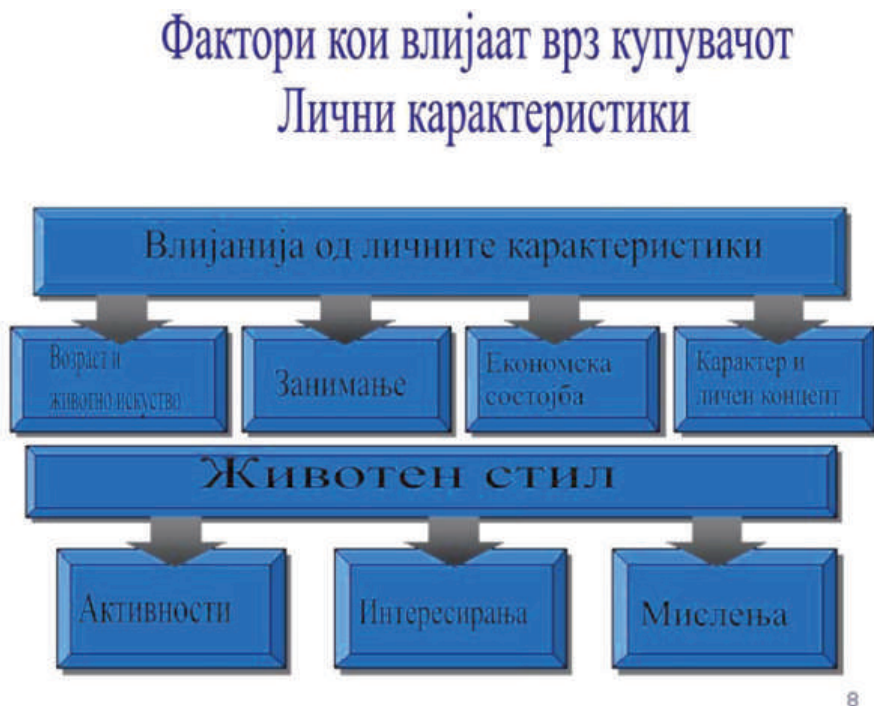 Фактори кои влијаат врз купувачот
Лични карактеристики
Влијанија од личните карактеристики
Возраст и
животно искуство
Занимање
Економска
состојба
Карактер и
личен концепт
Животен стил
Активности
Интересирања
Мислења
8